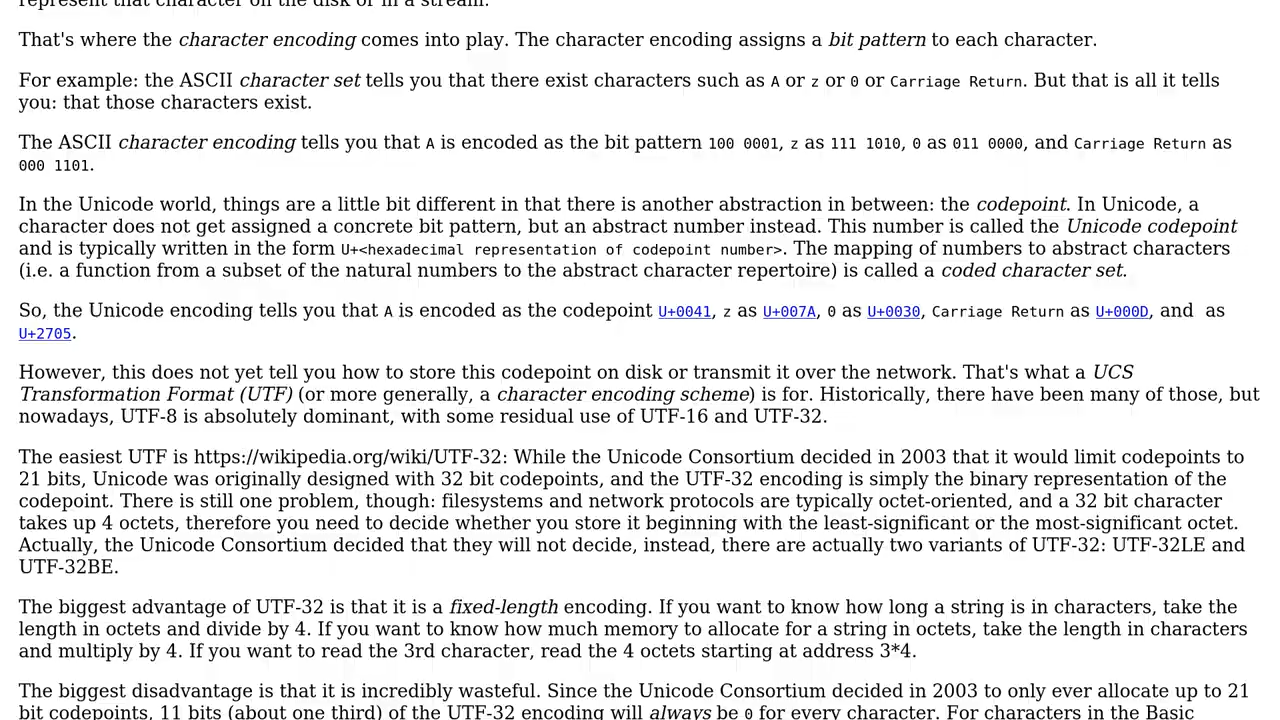 represent that character on the disk or in a stream.
That's where the character encoding comes into play. The character encoding assigns a bit pattern to each character.
For example: the ASCII character set tells you that there exist characters such as A or z or 0 or Carriage Return. But that is all it tells
you: that those characters exist.
The ASCII character encoding tells you that A is encoded as the bit pattern 100 0001, z as 111 1010, 0 as 011 0000, and Carriage Return as
000 1101.
In the Unicode world, things are a little bit different in that there is another abstraction in between: the codepoint. In Unicode, a
character does not get assigned a concrete bit pattern, but an abstract number instead. This number is called the Unicode codepoint
and is typically written in the form U+<hexadecimal representation of codepoint number>. The mapping of numbers to abstract characters
(i.e. a function from a subset of the natural numbers to the abstract character repertoire) is called a coded character set.
So, the Unicode encoding tells you that A is encoded as the codepoint U+0041, z as U+007A, 0 as U+0030, Carriage Return as U+000D, and as
U+2705.
However, this does not yet tell you how to store this codepoint on disk or transmit it over the network. That's what a UCS
Transformation Format (UTF) (or more generally, a character encoding scheme) is for. Historically, there have been many of those, but
nowadays, UTF-8 is absolutely dominant, with some residual use of UTF-16 and UTF-32.
The easiest UTF is https://wikipedia.org/wiki/UTF-32: While the Unicode Consortium decided in 2003 that it would limit codepoints to
21 bits, Unicode was originally designed with 32 bit codepoints, and the UTF-32 encoding is simply the binary representation of the
codepoint. There is still one problem, though: filesystems and network protocols are typically octet-oriented, and a 32 bit character
takes up 4 octets, therefore you need to decide whether you store it beginning with the least-significant or the most-significant octet.
Actually, the Unicode Consortium decided that they will not decide, instead, there are actually two variants of UTF-32: UTF-32LE and
UTF-32BE.
The biggest advantage of UTF-32 is that it is a fixed-length encoding. If you want to know how long a string is in characters, take the
length in octets and divide by 4. If you want to know how much memory to allocate for a string in octets, take the length in characters
and multiply by 4. If you want to read the 3rd character, read the 4 octets starting at address 3*4.
The biggest disadvantage is that it is incredibly wasteful. Since the Unicode Consortium decided in 2003 to only ever allocate up to 21
bit codepoints, 11 bits (about one third) of the UTF-32 encoding will always be 0 for every character. For characters in the Basic